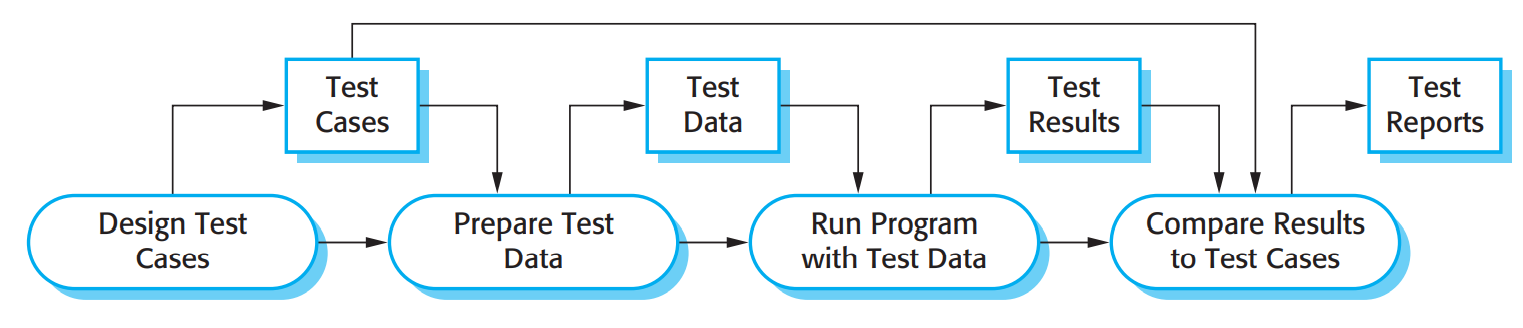 Test
Cases
Test
Data
Test
Results
Test
Reports
Design Test
Cases
Prepare Test
Data
Run Program
with Test Data
Compare Results
to Test Cases